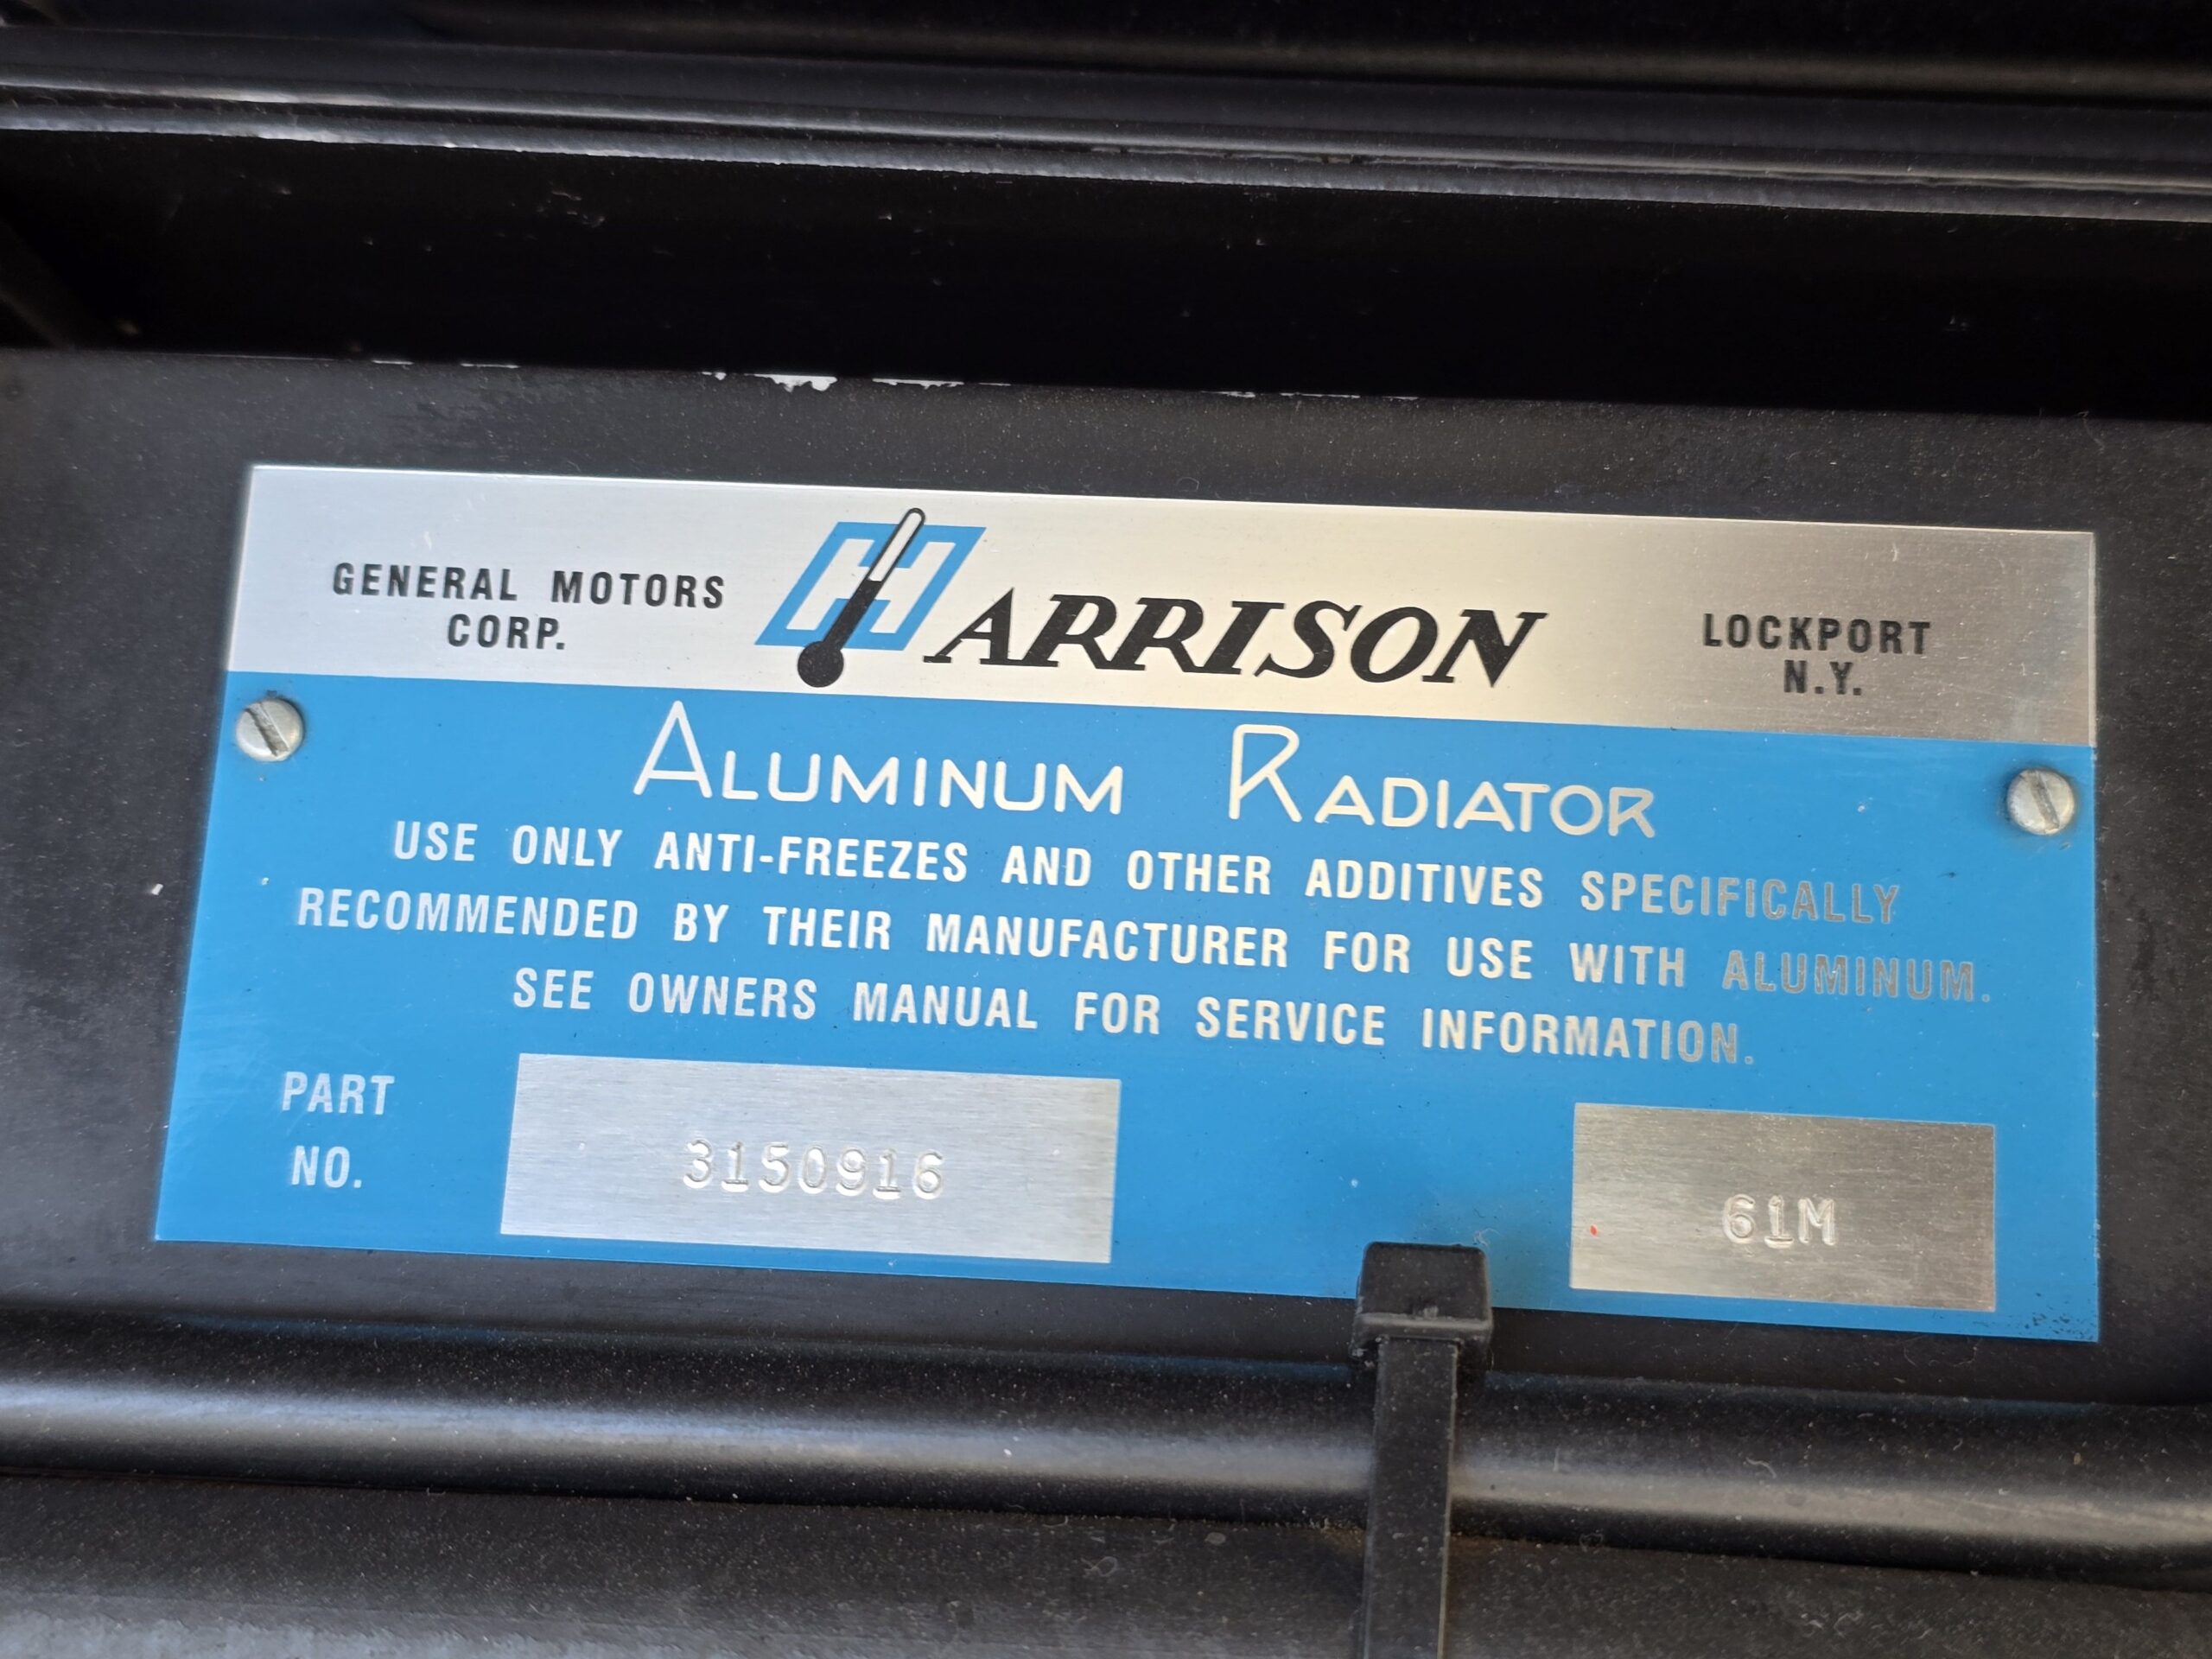 GENERAL MOTORS
CORP.
HARRISON
LOCKPORT
N.Y.
ALUMINUM RADIATOR
USE ONLY ANTI-FREEZES AND OTHER ADDITIVES SPECIFICALLY
RECOMMENDED BY THEIR MANUFACTURER FOR USE WITH ALUMINUM.
SEE OWNERS MANUAL FOR SERVICE INFORMATION.
PART
NO.
3150916
61M